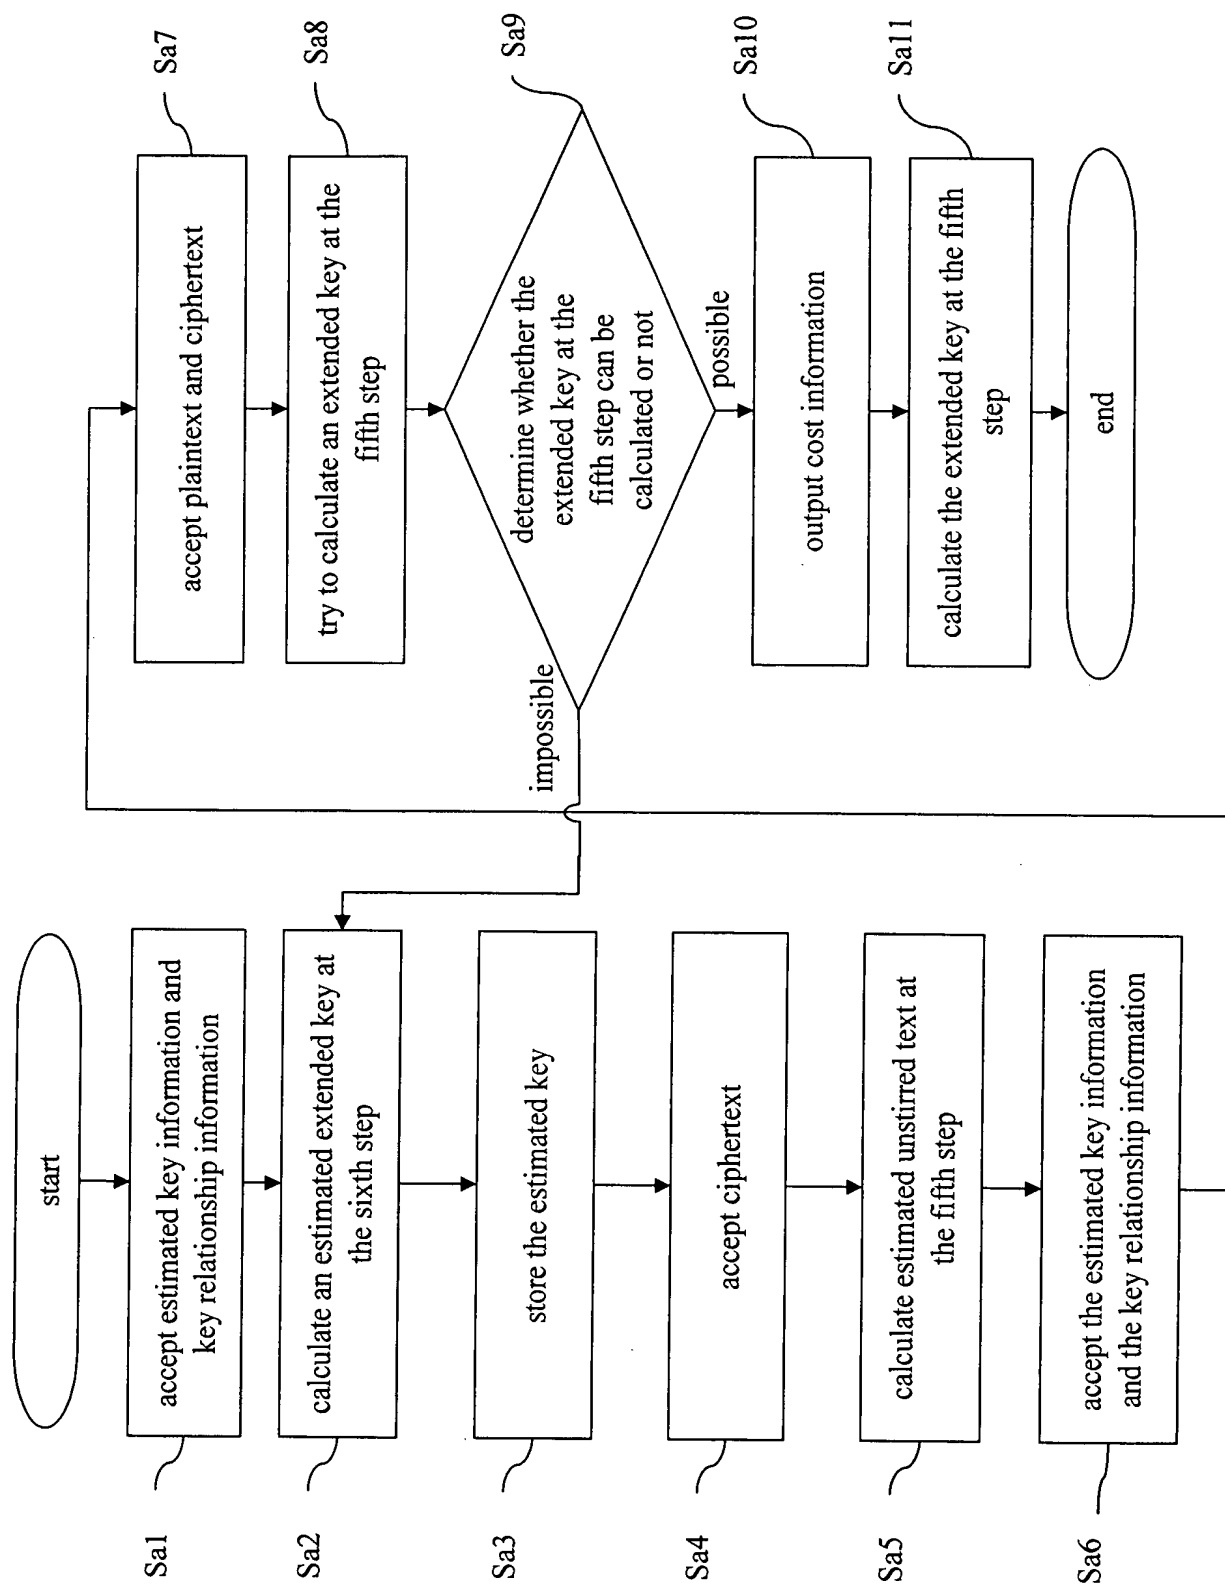 start
Sa1
accept estimated key information and
key relationship information
Sa2
calculate an estimated extended key at
the sixth step
Sa3
store the estimated key
Sa4
accept ciphertext
Sa5
calculate estimated unstirred text at
the fifth step
Sa6
accept the estimated key information
and the key relationship information
Sa7
accept plaintext and ciphertext
Sa8
try to calculate an extended key at the
fifth step
Sa9
determine whether the
extended key at the
fifth step can be
calculated or not
impossible
possible
Sa10
output cost information
Sa11
calculate the extended key at the fifth
step
end